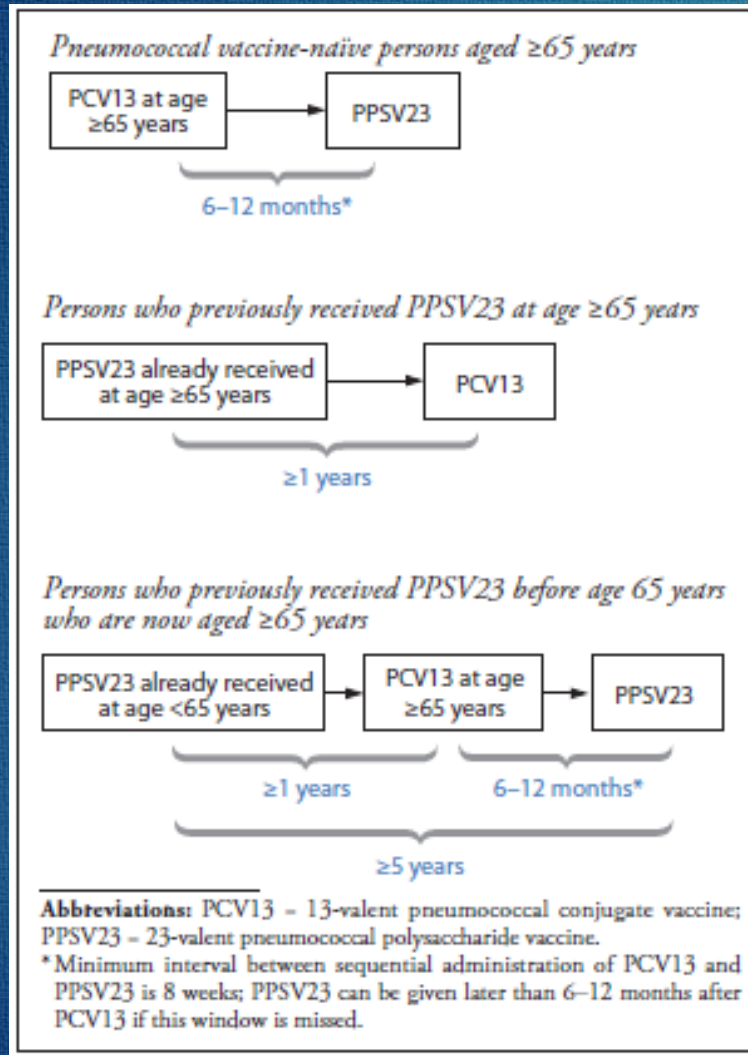 Pneumococcal vaccine-naïve persons aged ≥65 years
PCV13 at age
≥65 years
PPSV23
6–12 months*
Persons who previously received PPSV23 at age ≥65 years
PPSV23 already received
at age ≥65 years
PCV13
≥1 years
Persons who previously received PPSV23 before age 65 years
who are now aged ≥65 years
PPSV23 already received
at age <65 years
PCV13 at age
≥65 years
PPSV23
≥1 years
6–12 months*
≥5 years
Abbreviations: PCV13 – 13-valent pneumococcal conjugate vaccine;
PPSV23 – 23-valent pneumococcal polysaccharide vaccine.
* Minimum interval between sequential administration of PCV13 and
PPSV23 is 8 weeks; PPSV23 can be given later than 6–12 months after
PCV13 if this window is missed.